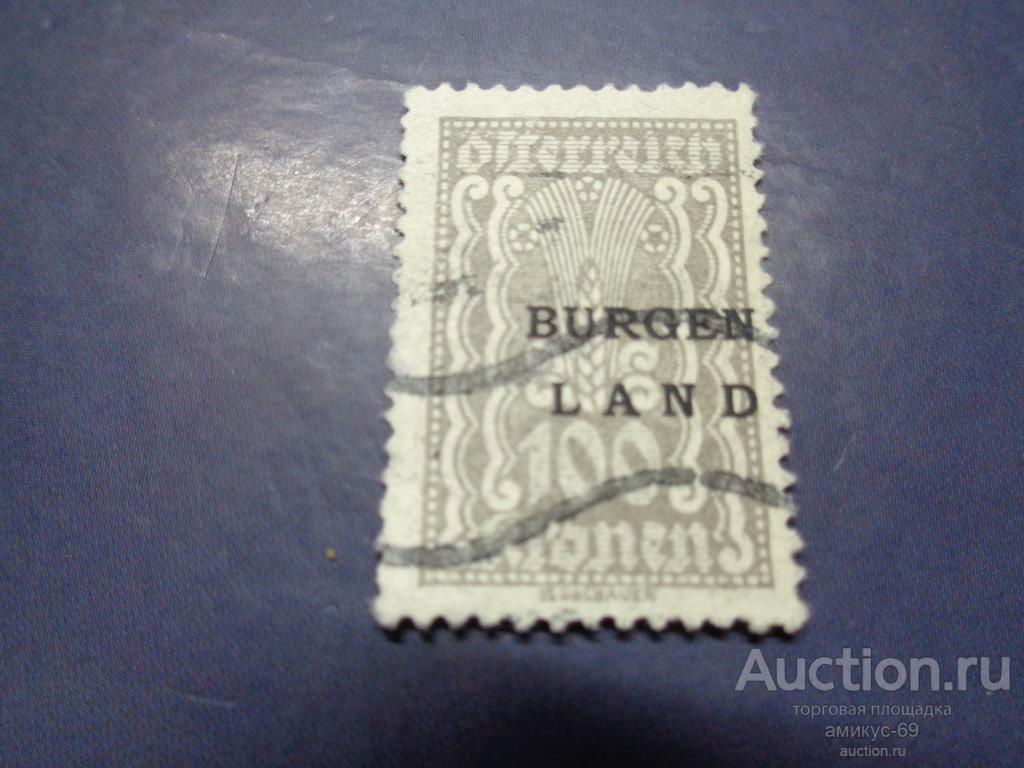 Österreich
BURGEN
LAND
100
Kronen
Auction.ru
торговая площадка
амикус-69
auction.ru